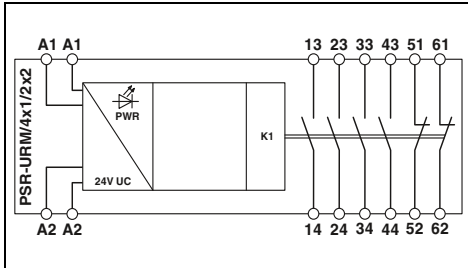 A1 A1 13 23 33 43 51 61
PSR-URM/4x1/2x2
PWR
K1
24V UC
A2 A2 14 24 34 44 52 62